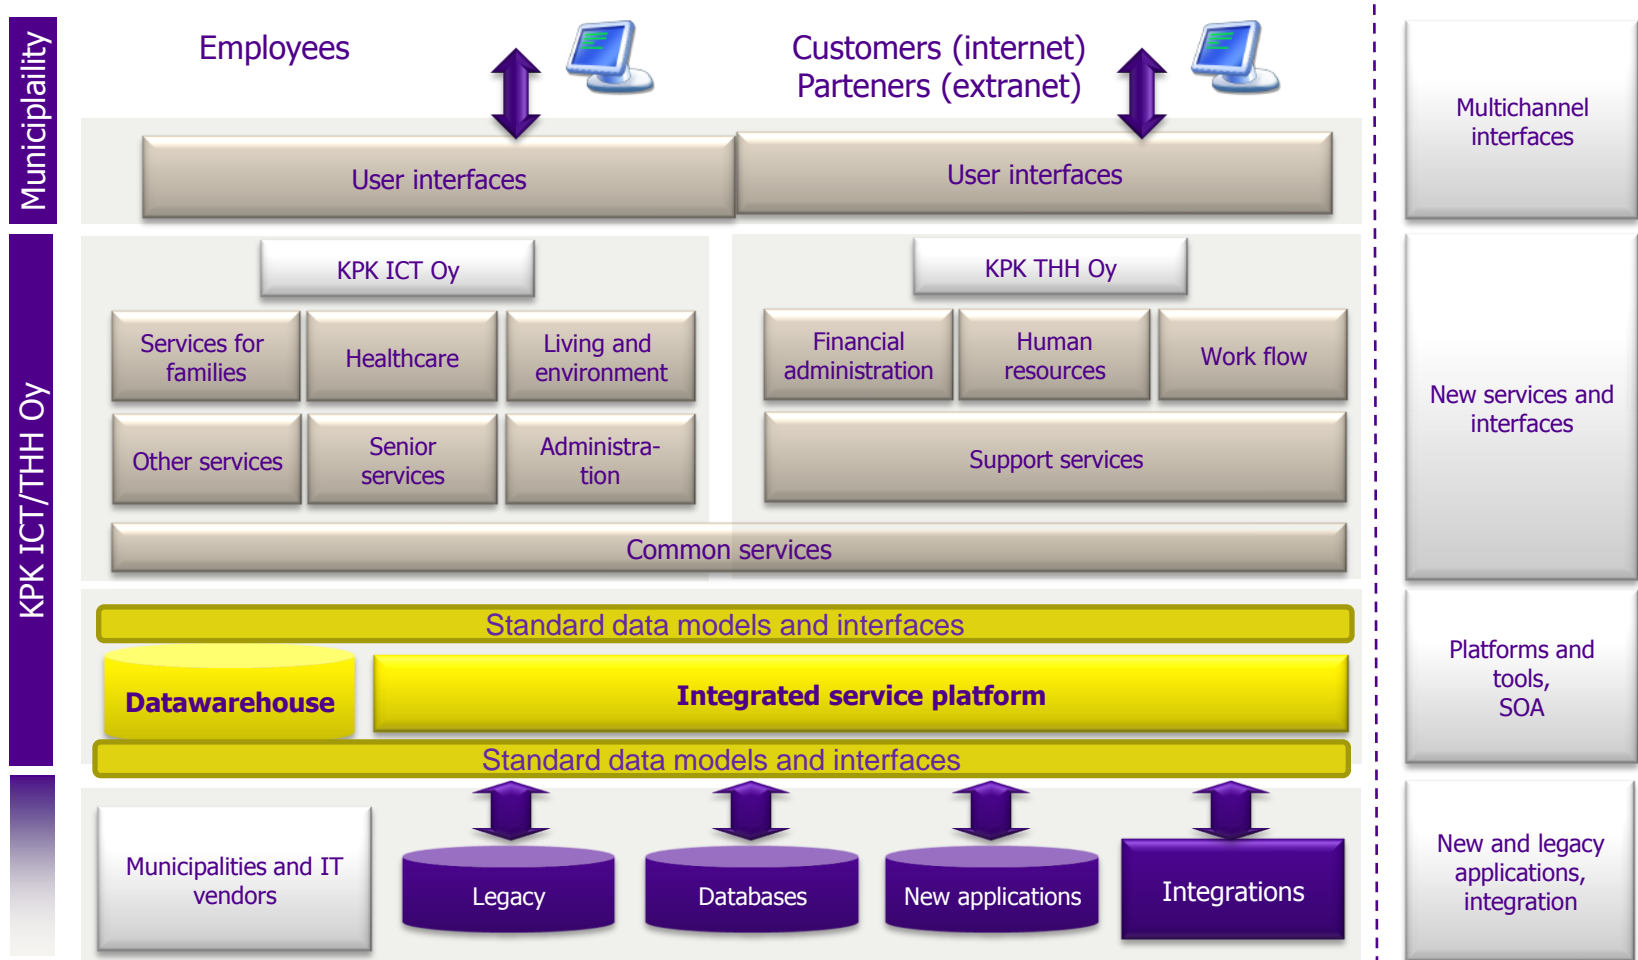 Municiplaility
Employees
Customers (internet)
Parteners (extranet)
User interfaces
User interfaces
Multichannel
interfaces
KPK ICT/THH Oy
KPK ICT Oy
Services for
families
Healthcare
Living and
environment
Other services
Senior
services
Administra-
tion
KPK THH Oy
Financial
administration
Human
resources
Work flow
Support services
Common services
New services and
interfaces
Standard data models and interfaces
Datawarehouse
Integrated service platform
Standard data models and interfaces
Platforms and
tools,
SOA
Municipalities and IT
vendors
Legacy
Databases
New applications
Integrations
New and legacy
applications,
integration